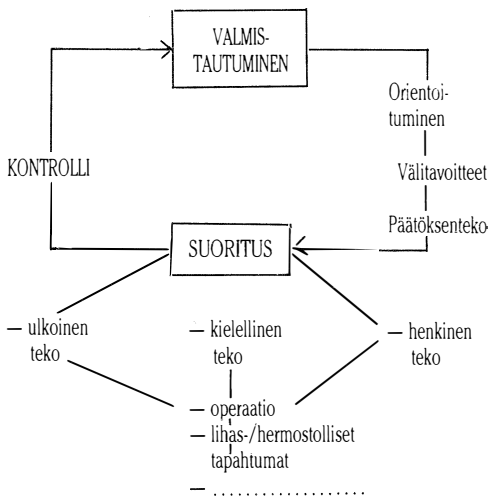 VALMIS-
TAUTUMINEN
Orientoi-
tuminen
KONTROLLI
Välitavoitteet
Päätöksenteko
SUORITUS
— ulkoinen
teko
— kielellinen
teko
— henkinen
teko
— operaatio
— lihas-/hermostolliset
tapahtumat
— ....................